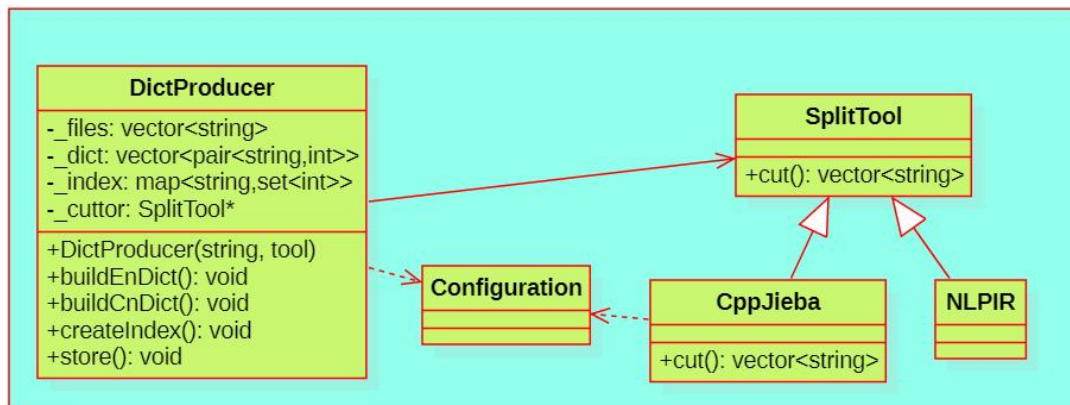 DictProducer
-_files: vector<string>
-_dict: vector<pair<string,int>>
-_index: map<string,set<int>>
-_cuttor: SplitTool*
+DictProducer(string, tool)
+buildEnDict(): void
+buildCnDict(): void
+createIndex(): void
+store(): void
SplitTool
+cut(): vector<string>
Configuration
CppJieba
+cut(): vector<string>
NLPIR